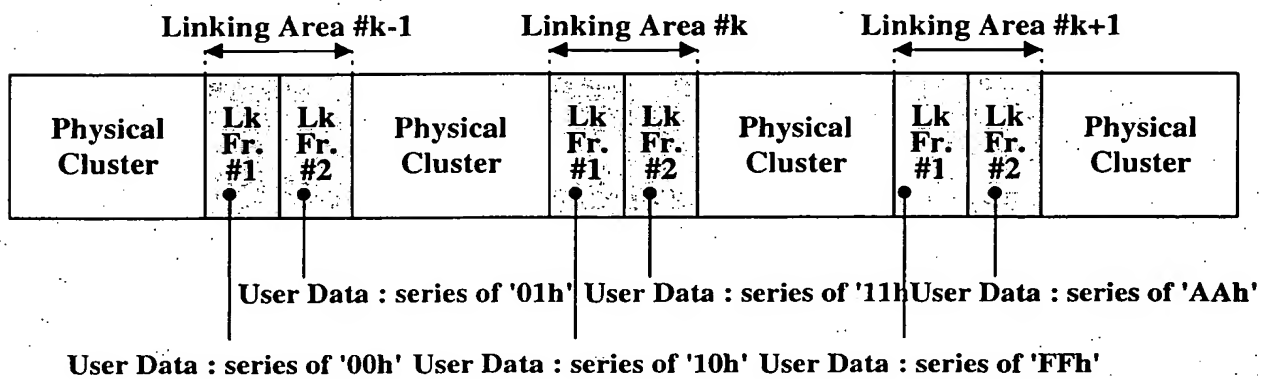 Linking Area #k-1 Linking Area #k Linking Area #k+1
Physical Cluster
Lk Fr. #1
Lk Fr. #2
Physical Cluster
Lk Fr. #1
Lk Fr. #2
Physical Cluster
Lk Fr. #1
Lk Fr. #2
Physical Cluster
User Data : series of '01h' User Data : series of '11h User Data : series of 'AAh'
User Data : series of '00h' User Data : series of '10h' User Data : series of 'FFh'